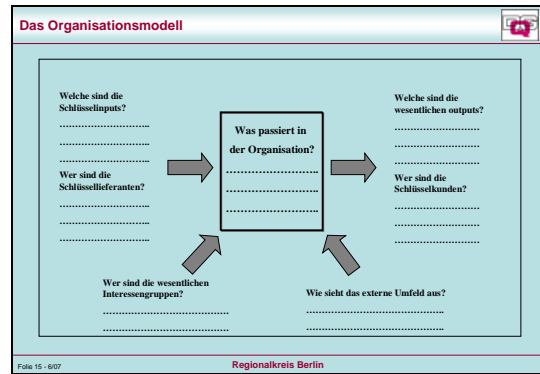 Das Organisationsmodell
DQS
Welche sind die
Schlüsselinputs?
................................
................................
................................
Wer sind die
Schlüssellieferanten?
................................
................................
................................
Was passiert in
der Organisation?
................................
................................
................................
Welche sind die
wesentlichen outputs?
................................
................................
................................
Wer sind die
Schlüsselkunden?
................................
................................
................................
Wer sind die wesentlichen
Interessengruppen?
................................
................................
Wie sieht das externe Umfeld aus?
................................
................................
Folie 15 - 6/07
Regionalkreis Berlin